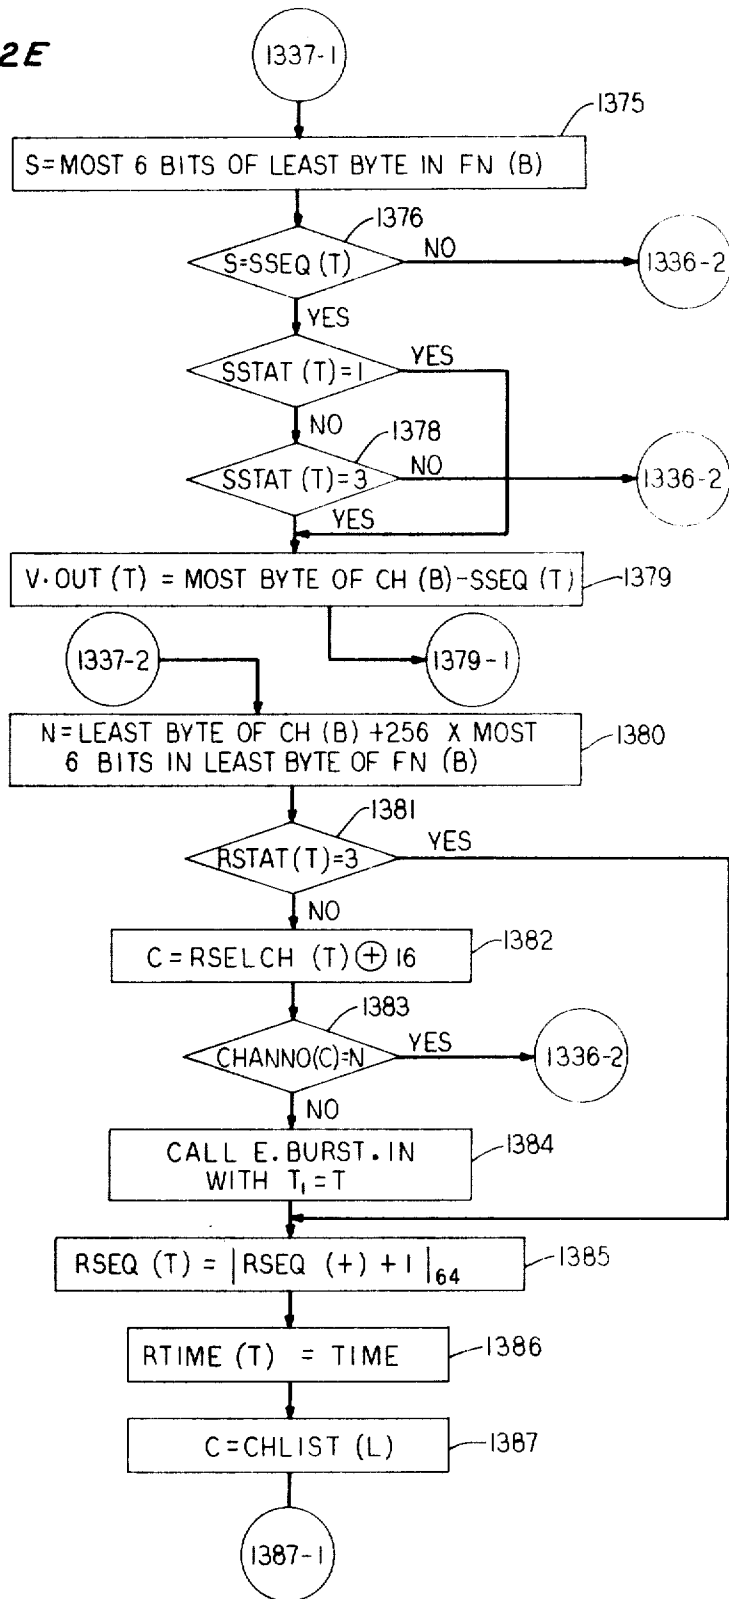 2E
1337-1
1375
S=MOST 6 BITS OF LEAST BYTE IN FN (B)
1376
S=SSEQ (T)
NO
1336-2
YES
SSTAT (T)=1
YES
NO
1378
SSTAT (T)=3
NO
1336-2
YES
V·OUT (T) = MOST BYTE OF CH (B)-SSEQ (T)
1379
1337-2
1379-1
N=LEAST BYTE OF CH (B) +256 X MOST
6 BITS IN LEAST BYTE OF FN (B)
1380
1381
RSTAT(T)=3
YES
NO
C=RSELCH (T)⊕16
1382
1383
CHANNO(C)=N
YES
1336-2
NO
CALL E.BURST.IN
WITH T₁=T
1384
RSEQ (T) = |RSEQ (+) +1|₆₄
1385
RTIME (T) = TIME
1386
C=CHLIST (L)
1387
1387-1